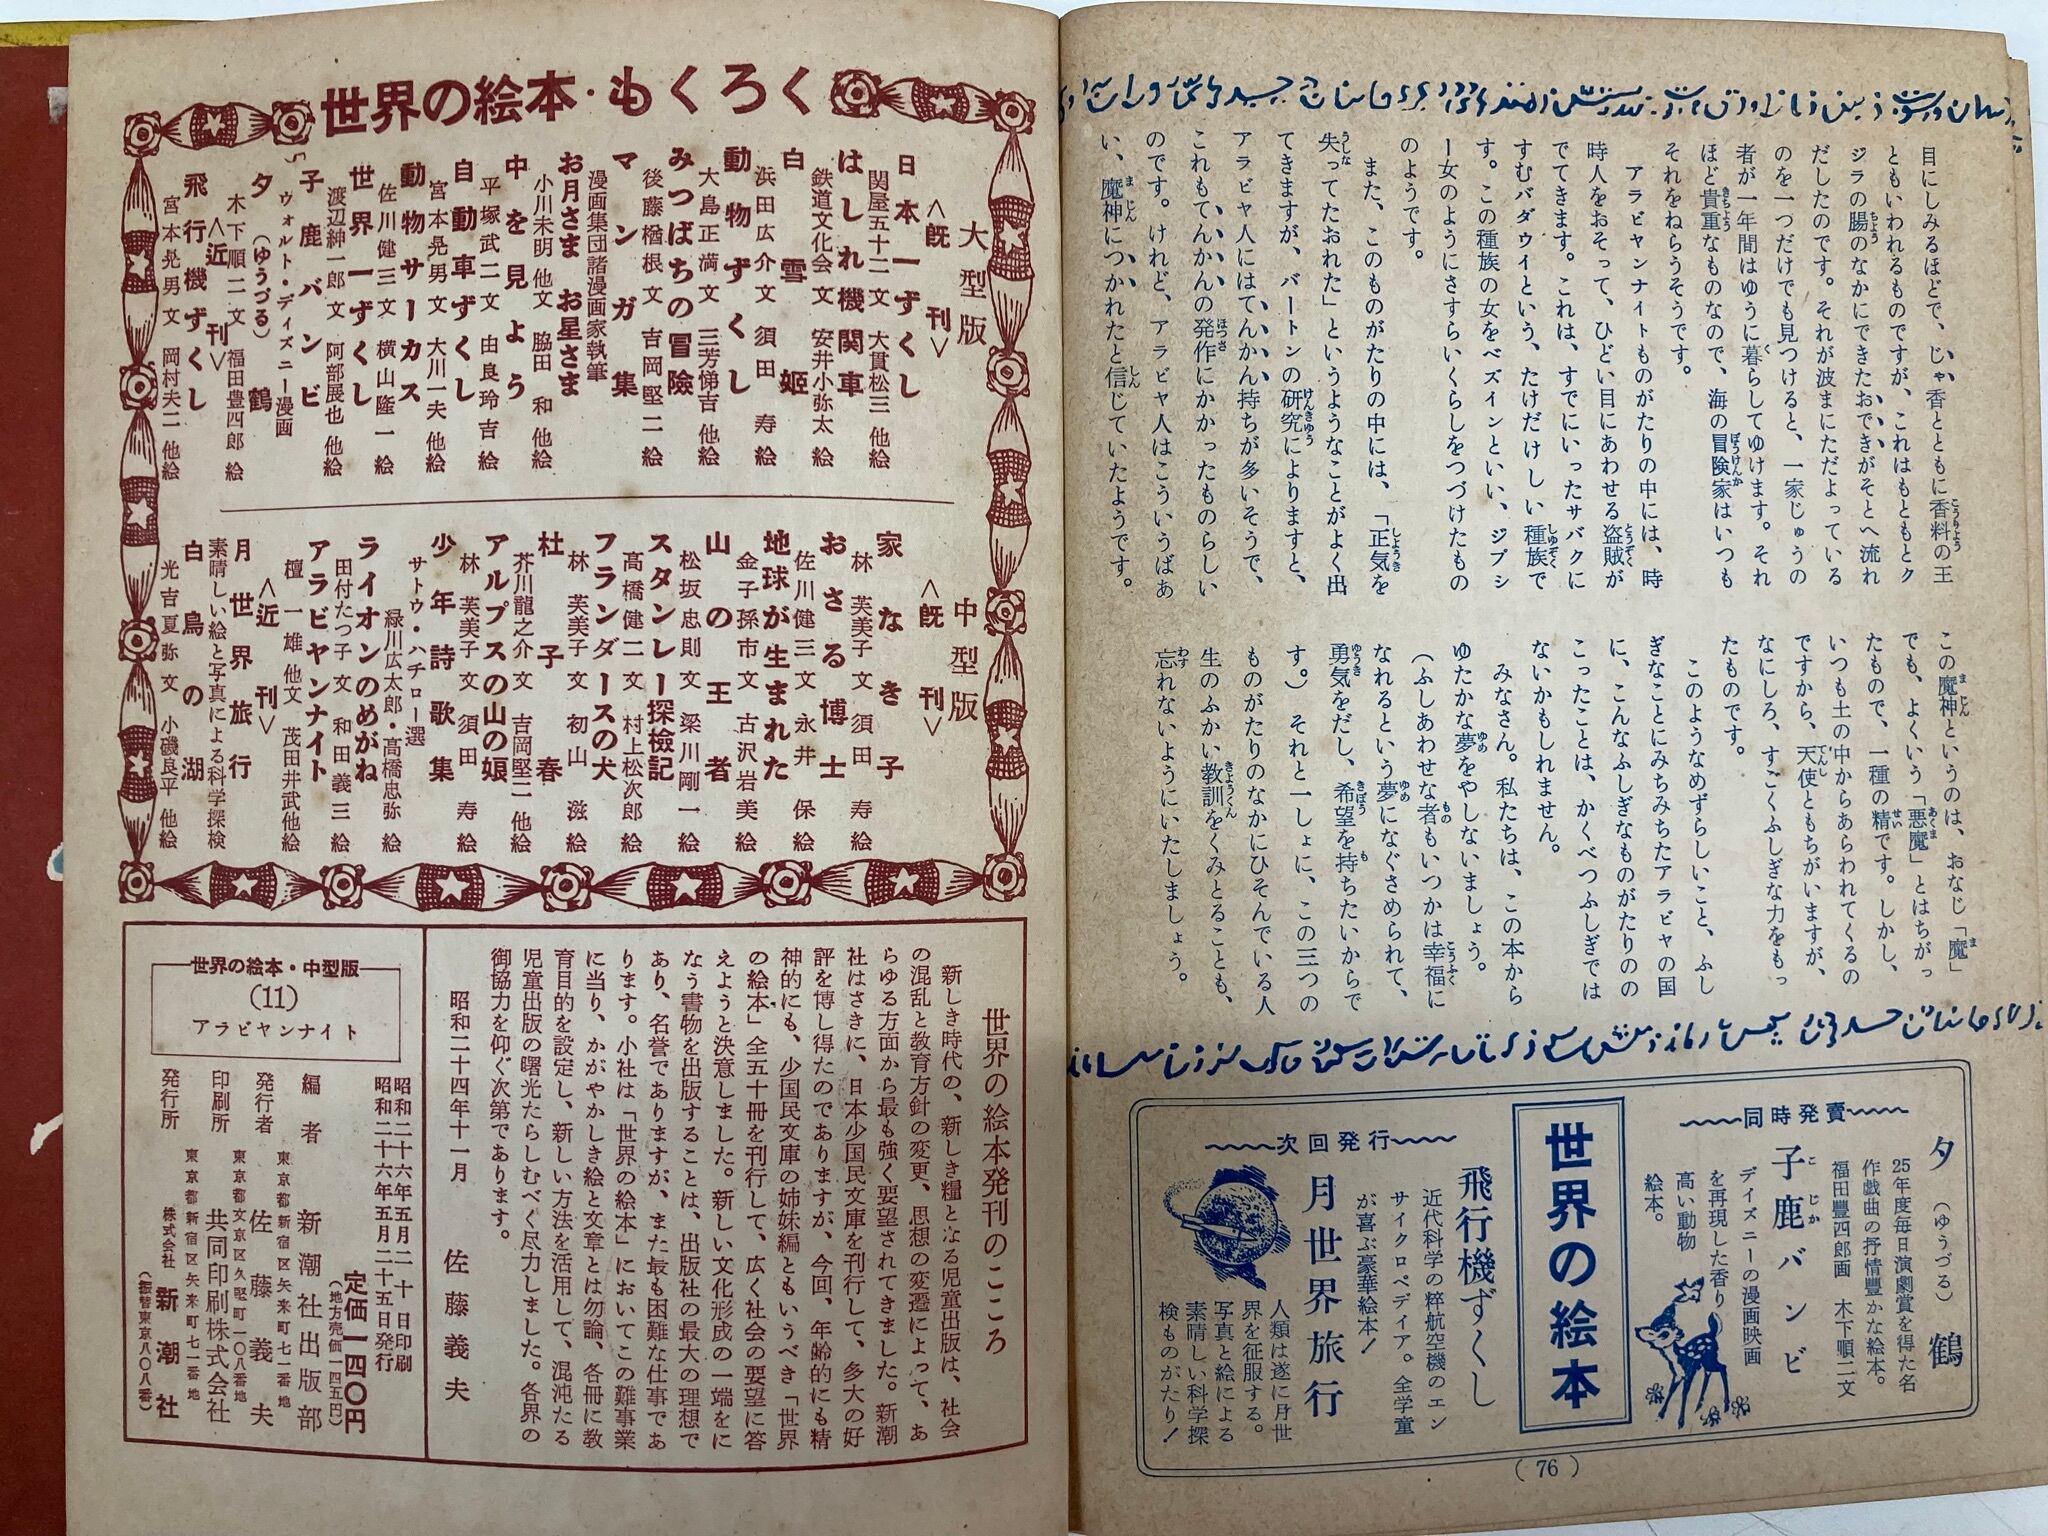 目にしみるほどで、じゃ香とともに香料の王
ともいわれるものですが、これはもともとク
ジラの腸のなかにできたおできがそとへ流れ
だしたのです。それが波まにただよっている
のを一つだけでも見つけると、一家じゅうの
者が一年間はゆうに暮らしてゆけます。それ
ほど貴重なものなので、海の冒険家はいつも
それをねらうそうです。
アラビヤンナイトものがたりの中には、時
時人をおそって、ひどい目にあわせる盗賊が
でてきます。これは、すでにいったサバクに
すむバダウイという、たけだけしい種族で
す。この種族の女をベズインといい、ジプシ
ー女のようにさすらいくらしをつづけたもの
のようです。
また、このものがたりの中には、「正気を
失ってたおれた」というようなことがよく出
てきますが、バートンの研究によりますと、
アラビヤ人にはてんかん持ちが多いそうで、
これもてんかんの発作にかかったものらしい
のです。けれど、アラビヤ人はこういうばあ
い、魔神につかれたと信じていたようです。
この魔神というのは、おなじ「魔」
でも、よくいう「悪魔」とはちがっ
たもので、一種の精です。しかし、
いつも土の中からあらわれてくるの
ですから、天使ともちがいますが、
なにしろ、すごくふしぎな力をもっ
たものです。
このようなめずらしいこと、ふし
ぎなことにみちみちたアラビヤの国
に、こんなふしぎなものがたりのの
こったことは、かくべつふしぎでは
ないかもしれません。
みなさん。私たちは、この本から
ゆたかな夢をやしないましょう。
（ふしあわせな者もいつかは幸福に
なれるという夢になぐさめられて、
勇気をだし、希望を持ちたいからで
す。）それと一しょに、この三つの
ものがたりのなかにひそんでいる人
生のふかい教訓をくみとることも、
忘れないようにいたしましょう。
世界の絵本
同時発賣
夕鶴（ゆうづる）
25年度毎日演劇賞を得た名
作戯曲の抒情豊かな絵本。
福田豐四郎画 木下順二文
子鹿バンビ
デイズニーの漫画映画
を再現した香り
高い動物
絵本。
次回発行
飛行機ずくし
近代科学の粋航空機のエン
サイクロペデイア。全学童
が喜ぶ豪華絵本！
月世界旅行
人類は遂に月世
界を征服する。
写真と絵による
素晴しい科学探
検ものがたり！
（76）
世界の絵本・もくろく
大型版
＜既刊＞
日本一ずくし
関屋五十二 文 大貫松三 他絵
はしれ機関車
鉄道文化会 文 安井小弥太 絵
白雪姫
浜田広介 文 須田寿 絵
動物ずくし
大島正満 文 三芳悌吉 他絵
みつばちの冒險
後藤楢根 文 吉岡堅二 絵
マンガ集
漫画集団諸漫画家執筆
お月さま お星さま
小川未明 他文 脇田和 他絵
中を見よう
平塚武二 文 由良玲吉 絵
自動車ずくし
宮本晃男 文 大川一夫 他絵
動物サーカス
佐川健三 文 横山隆一 絵
世界一ずくし
渡辺紳一郎 文 阿部展也 他絵
子鹿バンビ
ウォルト・ディズニー漫画
夕鶴（ゆうづる）
木下順二 文 福田豊四郎 絵
＜近刊＞
飛行機ずくし
宮本晃男 文 岡村夫二 他絵
中型版
＜既刊＞
家なき子
林芙美子 文 須田寿 絵
おさる博士
佐川健三 文 永井保 絵
地球が生まれた
金子孫市 文 古沢岩美 絵
山の王者
松坂忠則 文 梁川剛一 絵
スタンレー探検記
高橋健二 文 村上松次郎 絵
フランダースの犬
林芙美子 文 初山滋 絵
杜子春
芥川龍之介 文 吉岡堅二 他絵
アルプスの山の娘
林芙美子 文 須田寿 絵
少年詩歌集
サトウ・ハチロー選
緑川広太郎・高橋忠弥 絵
ライオンのめがね
田付たつ子 文 和田義三 絵
アラビヤンナイト
檀一雄 他文 茂田井武 他絵
＜近刊＞
月世界旅行
素晴しい絵と写真による科学探検
白鳥の湖
光吉夏弥 文 小磯良平 他絵
世界の絵本発刊のこころ
新しき時代の、新しき糧となる児童出版は、社会
の混乱と教育方針の変更、思想の変遷によって、あ
らゆる方面から最も強く要望されてきました。新潮
社はさきに、日本少国民文庫を刊行して、多大の好
評を博し得たのでありますが、今回、年齢的にも精
神的にも、少国民文庫の姉妹編ともいうべき「世界
の絵本」全五十冊を刊行して、広く社会の要望に答
えようと決意しました。新しい文化形成の一端をに
なう書物を出版することは、出版社の最大の理想で
あり、名誉でありますが、また最も困難な仕事であ
ります。小社は「世界の絵本」においてこの難事業
に当り、かがやかしき絵と文章とは勿論、各冊に教
育目的を設定し、新しい方法を活用して、混沌たる
児童出版の曙光たらしむべく尽力しました。各界の
御協力を仰ぐ次第であります。
昭和二十四年十一月 佐藤義夫
世界の絵本・中型版
(11)
アラビヤンナイト
昭和二十六年五月二十日印刷
昭和二十六年五月二十五日発行
定価一四〇円
（地方売価一四五円）
編者 新潮社出版部
東京都新宿区矢来町七一番地
発行者 佐藤義夫
東京都文京区久堅町一〇八番地
印刷所 共同印刷株式会社
東京都新宿区矢来町七一番地
発行所 株式会社 新潮社
（振替東京八〇八番）